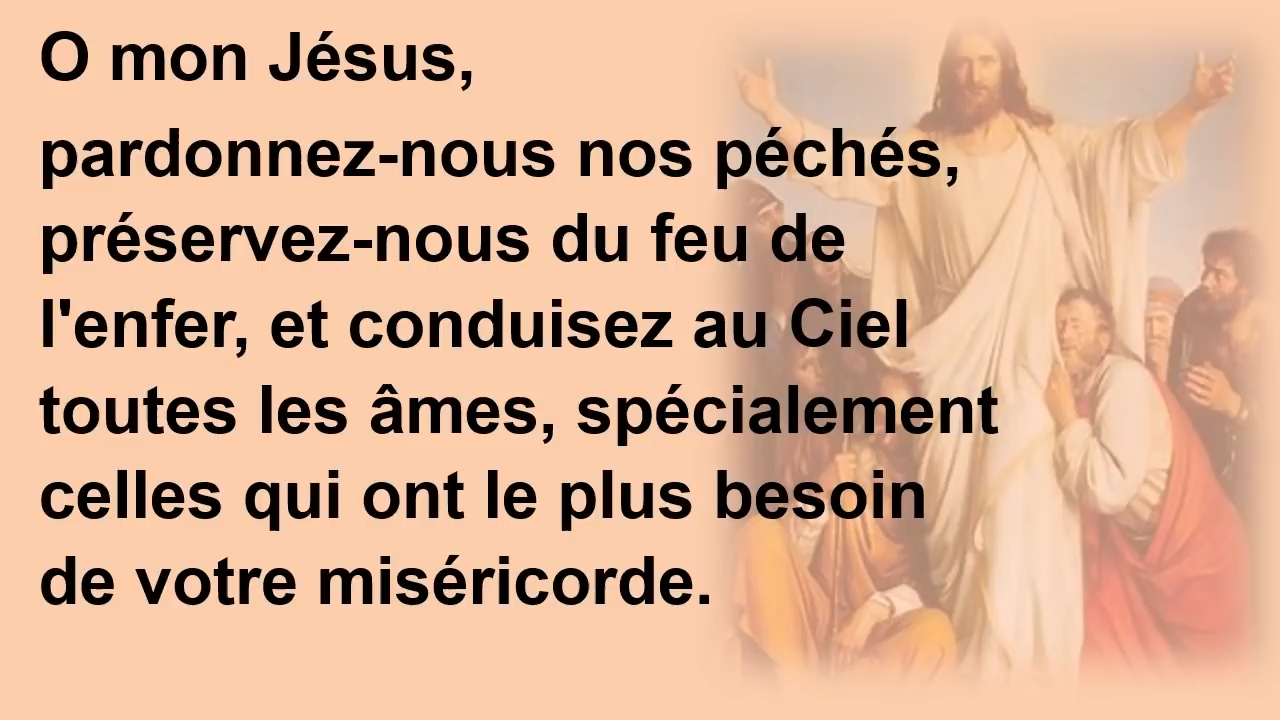 O mon Jésus,
pardonnez-nous nos péchés,
préservez-nous du feu de
l'enfer, et conduisez au Ciel
toutes les âmes, spécialement
celles qui ont le plus besoin
de votre miséricorde.